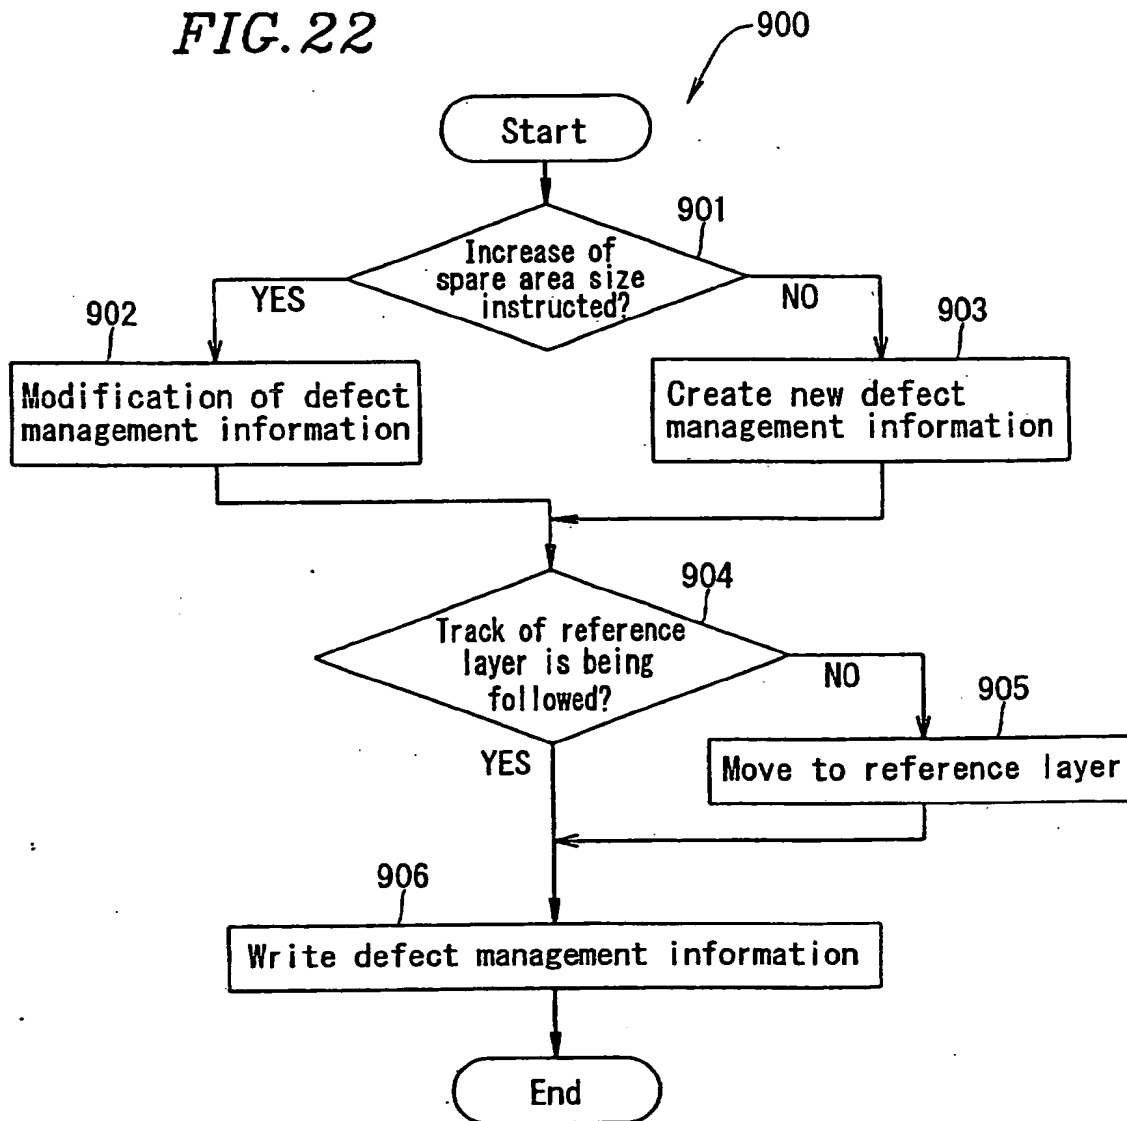 FIG.22
900
Start
901
Increase of
spare area size
instructed?
YES
NO
902
903
Modification of defect
management information
Create new defect
management information
904
Track of reference
layer is being
followed?
NO
905
YES
Move to reference layer
906
Write defect management information
End